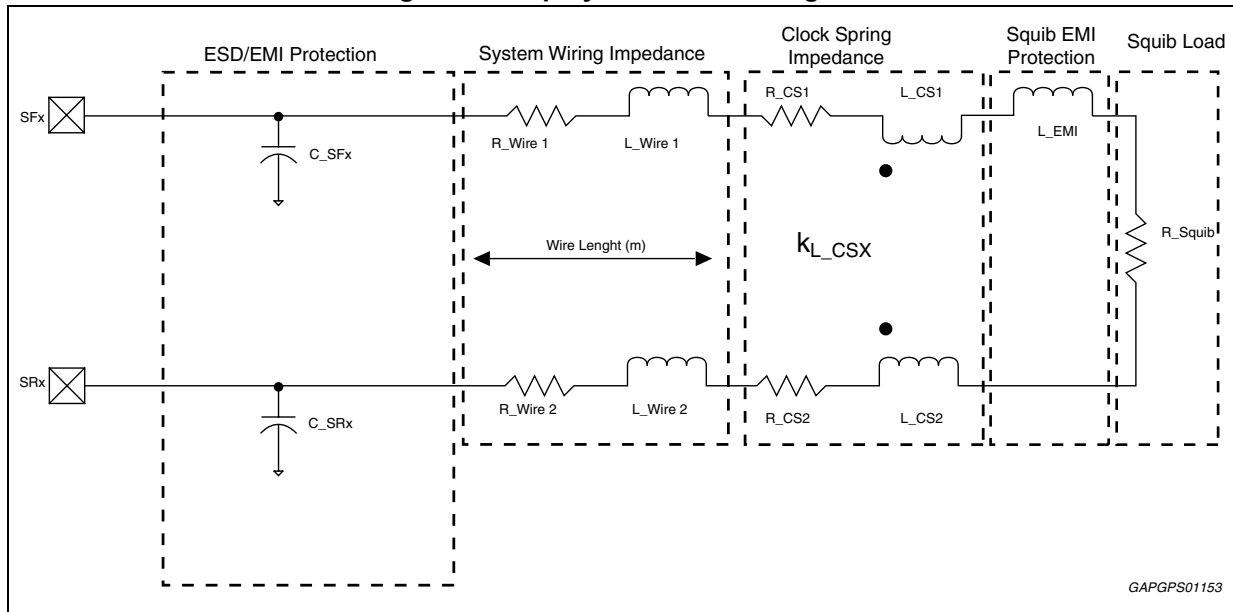 ESD/EMI Protection
System Wiring Impedance
Clock Spring
Impedance
Squib EMI
Protection
Squib Load
SFx
C_SFx
R_Wire 1
L_Wire 1
R_CS1
L_CS1
L_EMI
R_Squib
Wire Lenght (m)
kL_CSX
SRx
C_SRx
R_Wire 2
L_Wire 2
R_CS2
L_CS2
GAPGPS01153